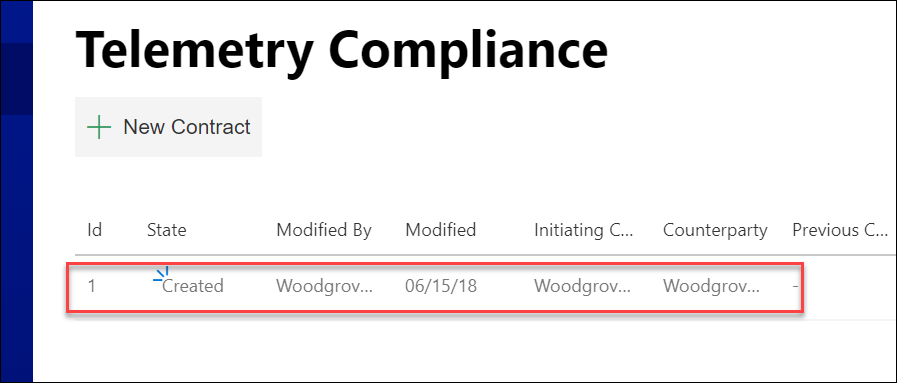 Telemetry Compliance
New Contract
Id State Modified By Modified Initiating C... Counterparty Previous C...
1 Created Woodgrov... 06/15/18 Woodgrov... Woodgrov... -